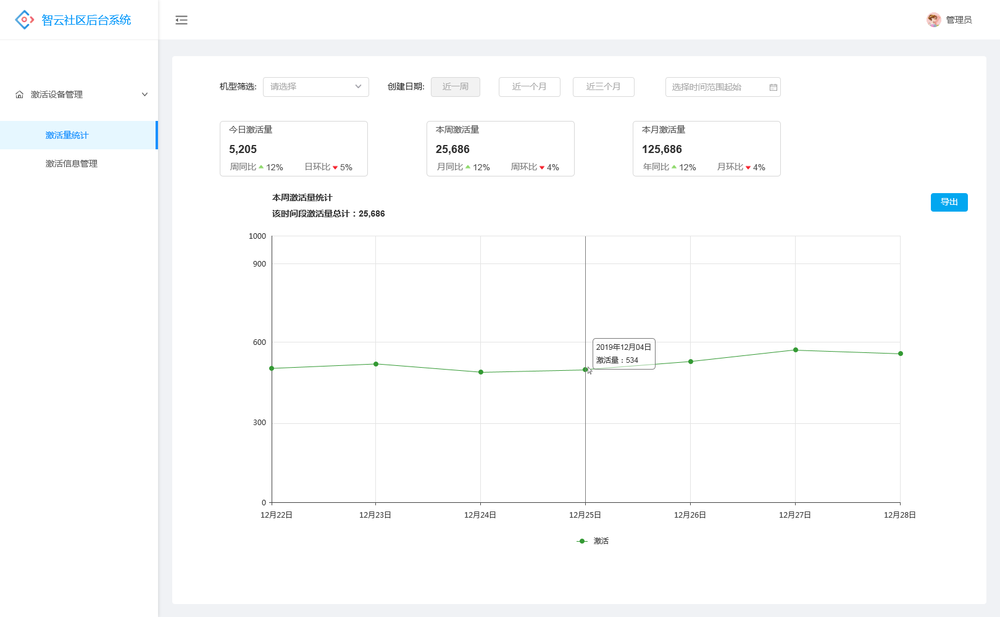 智云社区后台系统
管理员
激活设备管理
激活量统计
激活信息管理
机型筛选: 请选择 创建日期: 近一周 近一个月 近三个月 选择时间范围起始
今日激活量
5,205
周同比 12% 日环比 5%
本周激活量
25,686
月同比 12% 周环比 4%
本月激活量
125,686
年同比 12% 月环比 4%
本周激活量统计
该时间段激活量总计：25,686
导出
1000
900
600
300
0
2019年12月04日
激活量：534
12月22日 12月23日 12月24日 12月25日 12月26日 12月27日 12月28日
激活